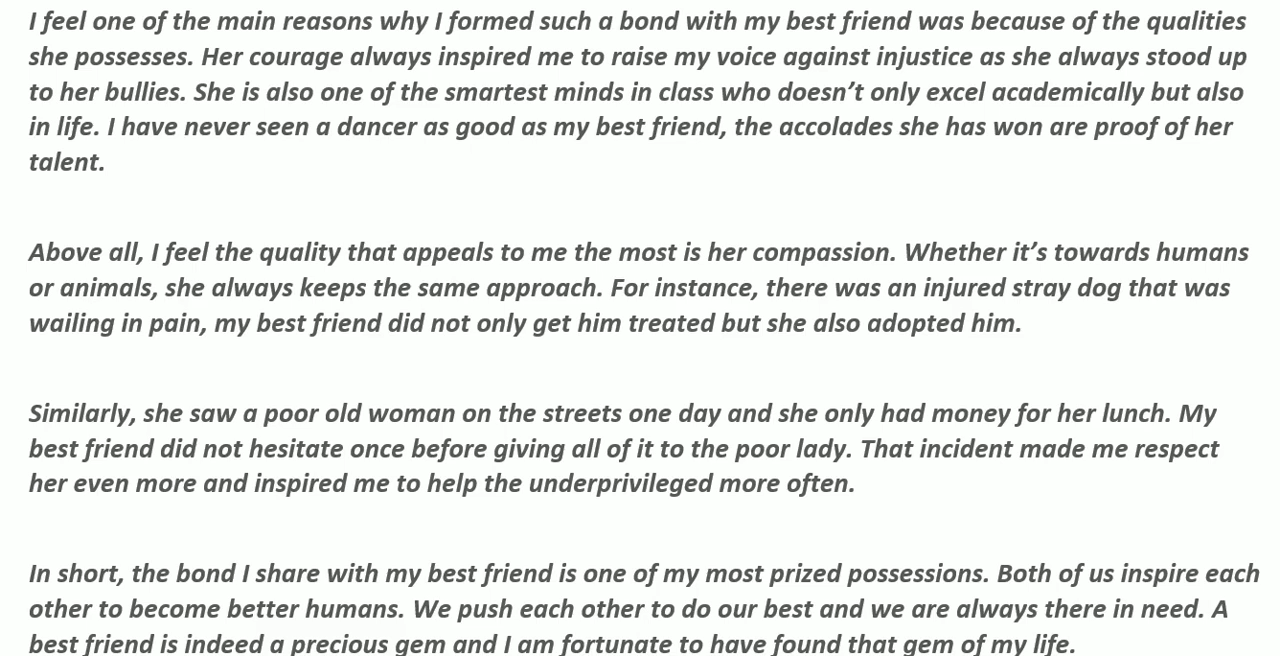 I feel one of the main reasons why I formed such a bond with my best friend was because of the qualities
she possesses. Her courage always inspired me to raise my voice against injustice as she always stood up
to her bullies. She is also one of the smartest minds in class who doesn’t only excel academically but also
in life. I have never seen a dancer as good as my best friend, the accolades she has won are proof of her
talent.
Above all, I feel the quality that appeals to me the most is her compassion. Whether it’s towards humans
or animals, she always keeps the same approach. For instance, there was an injured stray dog that was
wailing in pain, my best friend did not only get him treated but she also adopted him.
Similarly, she saw a poor old woman on the streets one day and she only had money for her lunch. My
best friend did not hesitate once before giving all of it to the poor lady. That incident made me respect
her even more and inspired me to help the underprivileged more often.
In short, the bond I share with my best friend is one of my most prized possessions. Both of us inspire each
other to become better humans. We push each other to do our best and we are always there in need. A
best friend is indeed a precious gem and I am fortunate to have found that gem of my life.